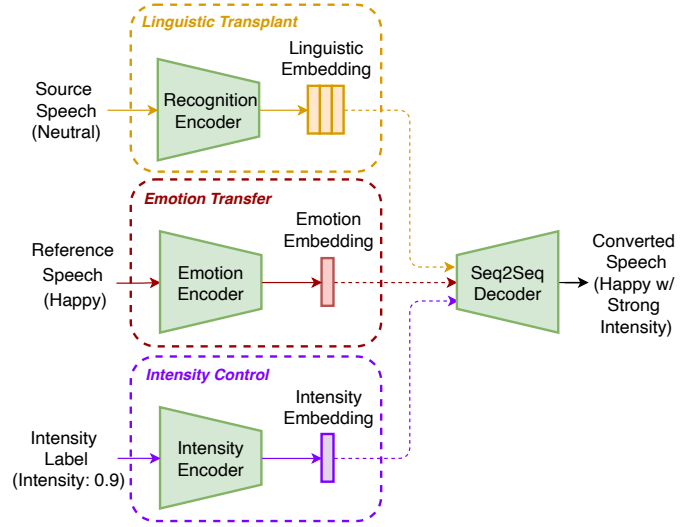 Linguistic Transplant
Source
Speech
(Neutral)
Recognition
Encoder
Linguistic
Embedding
Emotion Transfer
Reference
Speech
(Happy)
Emotion
Encoder
Emotion
Embedding
Seq2Seq
Decoder
Converted
Speech
(Happy w/
Strong
Intensity)
Intensity Control
Intensity
Label
(Intensity: 0.9)
Intensity
Encoder
Intensity
Embedding